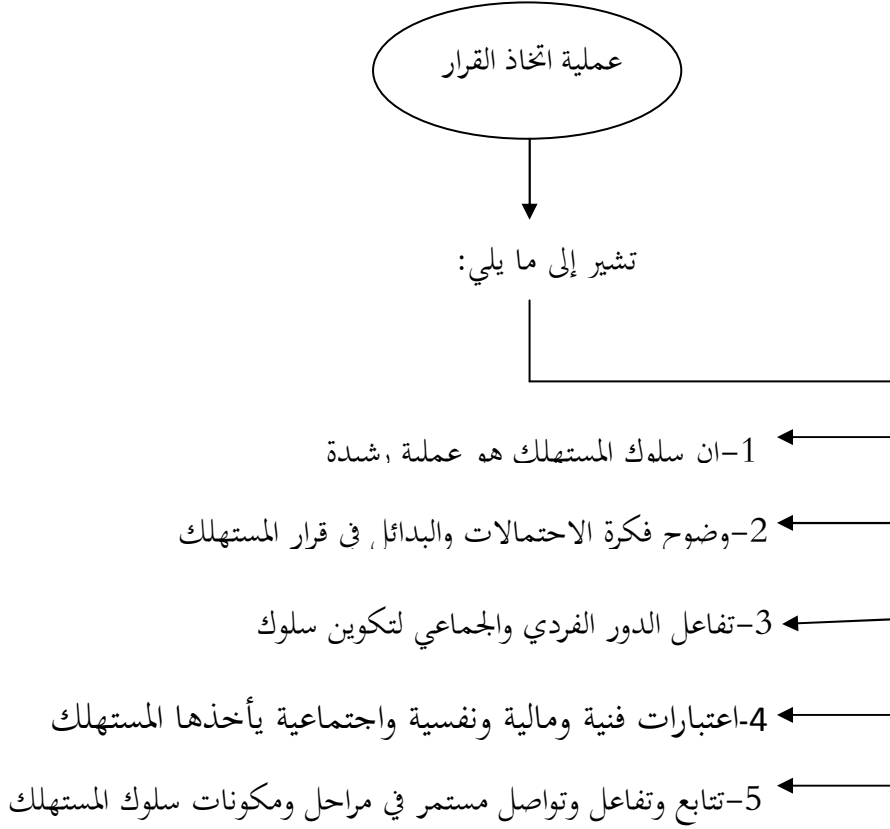 عملية اتخاذ القرار
تشير إلى ما يلي:
1-ان سلوك المستهلك هو عملية رشيدة
2-وضوح فكرة الاحتمالات والبدائل في قرار المستهلك
3-تفاعل الدور الفردي والجماعي لتكوين سلوك
4-اعتبارات فنية ومالية ونفسية واجتماعية يأخذها المستهلك
5-تتابع وتفاعل وتواصل مستمر في مراحل ومكونات سلوك المستهلك